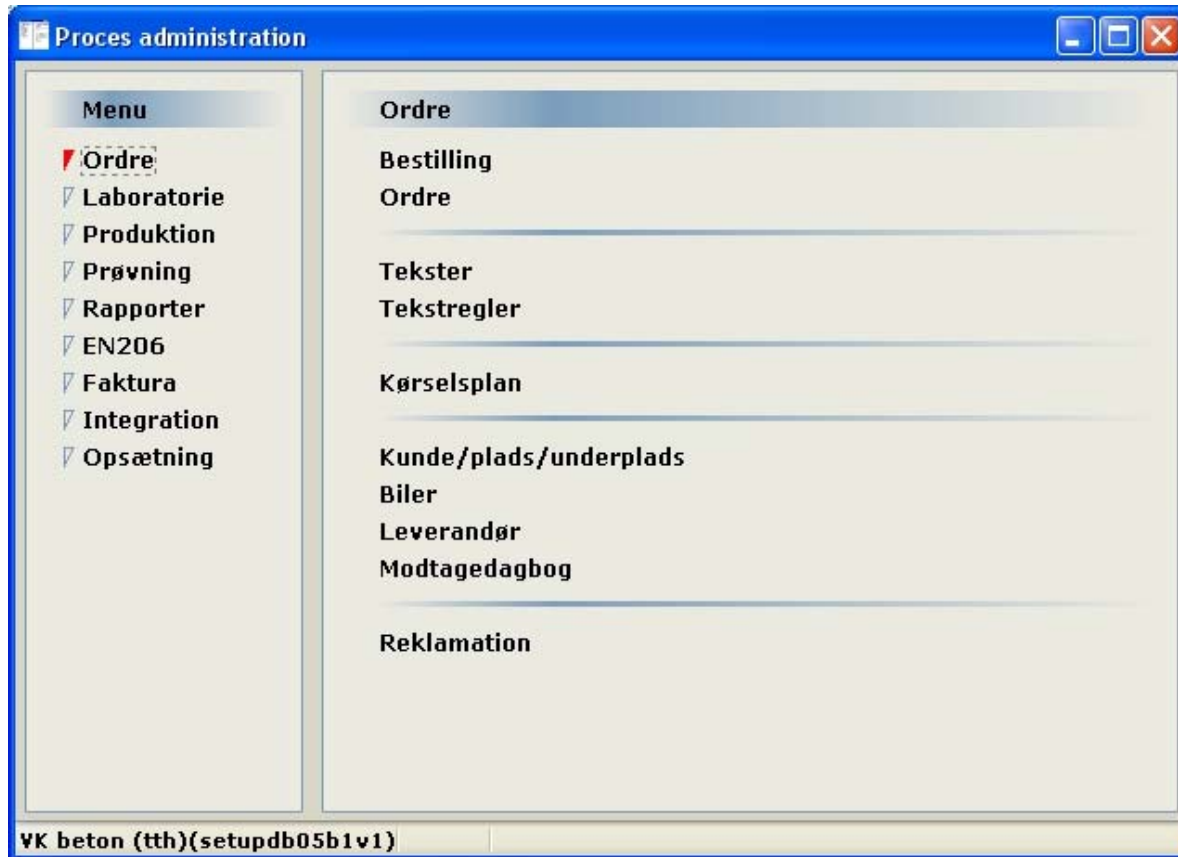 Proces administration
Menu
Ordre
Laboratorie
Produktion
Prøvning
Rapporter
EN206
Faktura
Integration
Opsætning
Ordre
Bestilling
Ordre
Tekster
Tekstregler
Kørselsplan
Kunde/plads/underplads
Biler
Leverandør
Modtagedagbog
Reklamation
VK beton (tth)(setupdb05b1v1)